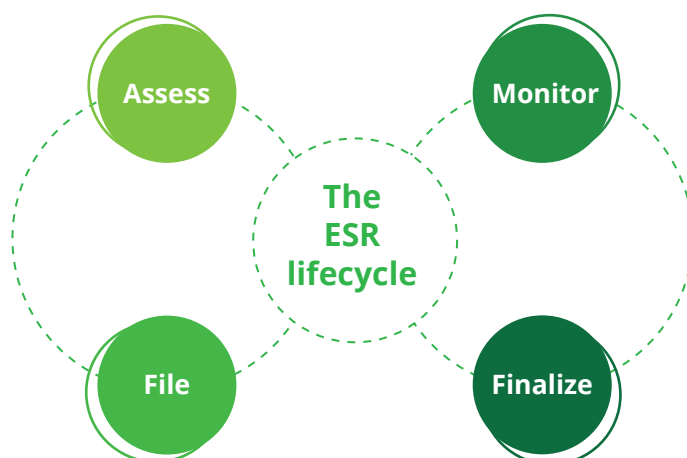 Assess
Monitor
The
ESR
lifecycle
File
Finalize